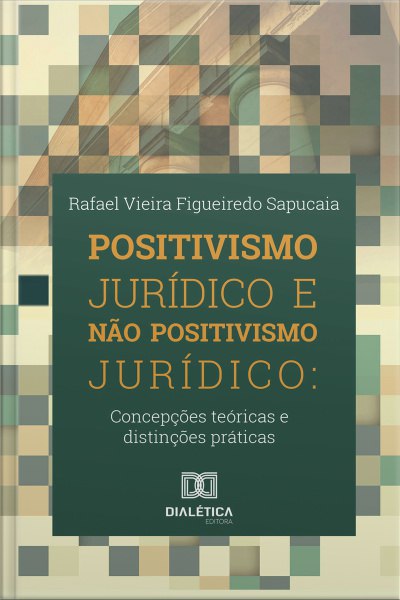 Rafael Vieira Figueiredo Sapucaia
POSITIVISMO
JURÍDICO E
NÃO POSITIVISMO
JURÍDICO:
Concepções teóricas e
distinções práticas
DIALÉTICA
EDITORA